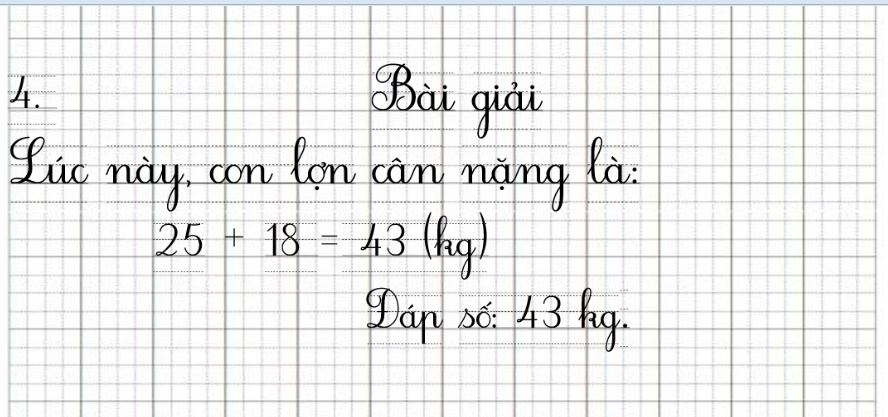 4. Bài giải
Lúc này, con lợn cân nặng là:
25 + 18 = 43 (kg)
Đáp số: 43 kg.